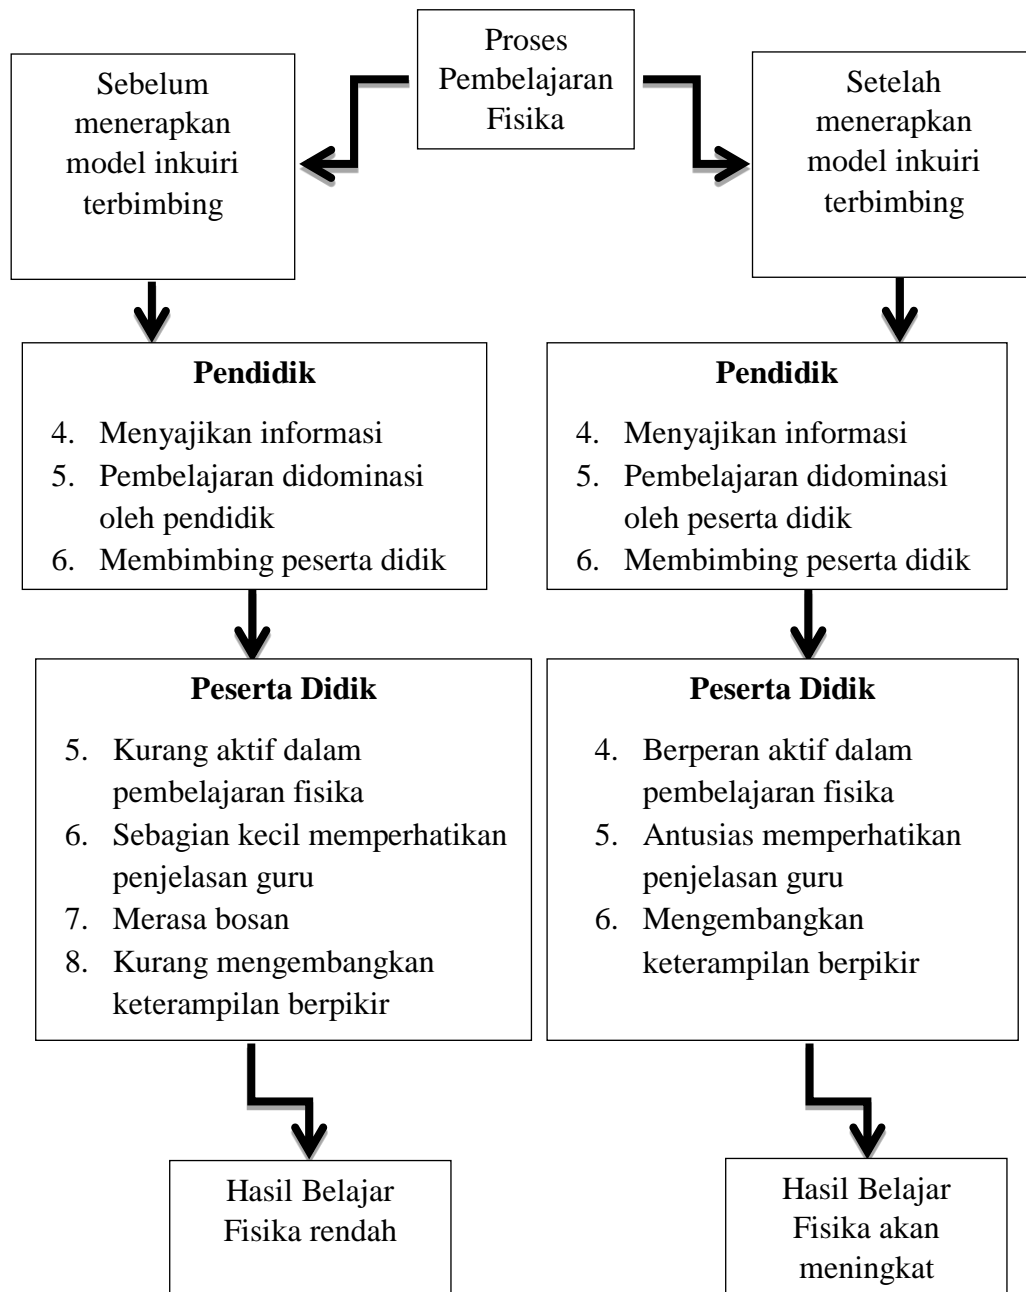 Proses
Pembelajaran
Fisika
Sebelum
menerapkan
model inkuiri
terbimbing
Setelah
menerapkan
model inkuiri
terbimbing
Pendidik
4. Menyajikan informasi
5. Pembelajaran didominasi
oleh pendidik
6. Membimbing peserta didik
Pendidik
4. Menyajikan informasi
5. Pembelajaran didominasi
oleh peserta didik
6. Membimbing peserta didik
Peserta Didik
5. Kurang aktif dalam
pembelajaran fisika
6. Sebagian kecil memperhatikan
penjelasan guru
7. Merasa bosan
8. Kurang mengembangkan
keterampilan berpikir
Peserta Didik
4. Berperan aktif dalam
pembelajaran fisika
5. Antusias memperhatikan
penjelasan guru
6. Mengembangkan
keterampilan berpikir
Hasil Belajar
Fisika rendah
Hasil Belajar
Fisika akan
meningkat